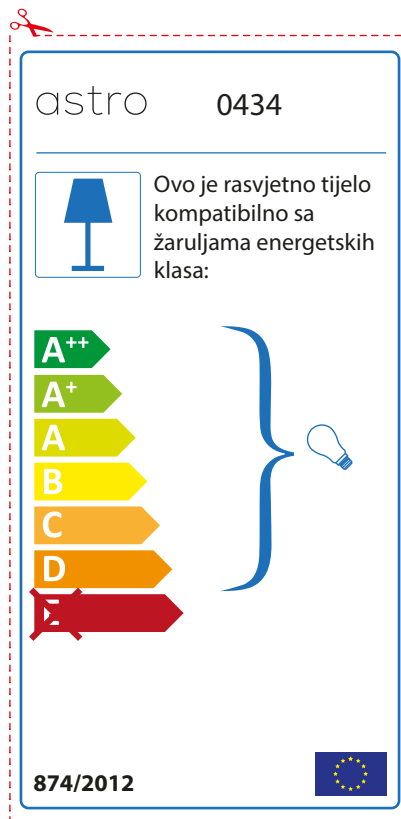 astro 0434
Ovo je rasvjetno tijelo
kompatibilno sa
žaruljama energetskih
klasa:
A++
A+
A
B
C
D
E
874/2012